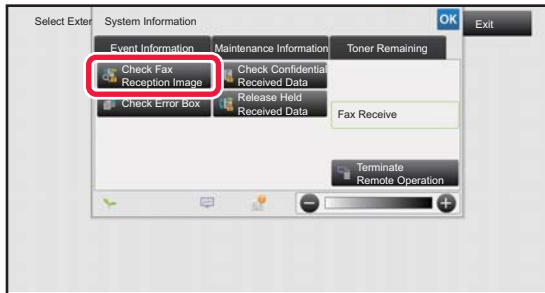 Select Exter
System Information
OK
Exit
Event Information
Maintenance Information
Toner Remaining
Check Fax
Reception Image
Check Confidential
Received Data
Check Error Box
Release Held
Received Data
Fax Receive
Terminate
Remote Operation